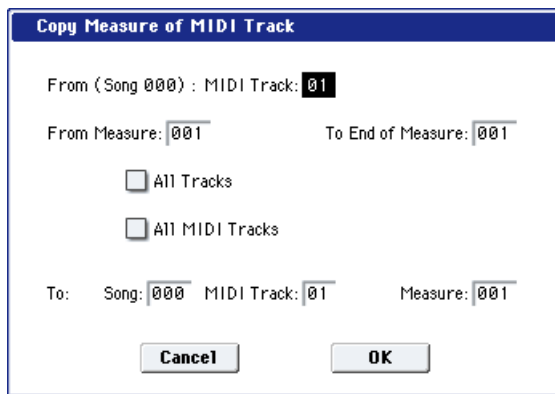 Copy Measure of MIDI Track
From (Song 000) : MIDI Track: 01
From Measure: 001 To End of Measure: 001
All Tracks
All MIDI Tracks
To: Song: 000 MIDI Track: 01 Measure: 001
Cancel OK